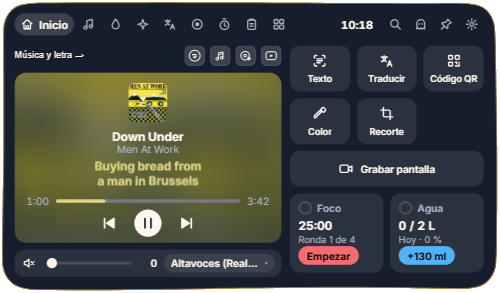 Inicio
10:18
Música y letra
Texto
Traducir
Código QR
MEN AT WORK
Down Under
Men At Work
Buying bread from
a man in Brussels
1:00
3:42
Color
Recorte
Grabar pantalla
Foco
25:00
Ronda 1 de 4
Empezar
Agua
0 / 2 L
Hoy · 0 %
+130 ml
0
Altavoces (Real...